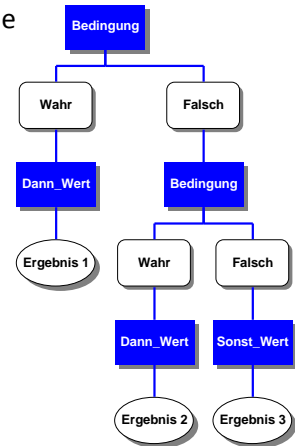 e
Bedingung
Wahr
Falsch
Dann_Wert
Bedingung
Ergebnis 1
Wahr
Falsch
Dann_Wert
Sonst_Wert
Ergebnis 2
Ergebnis 3